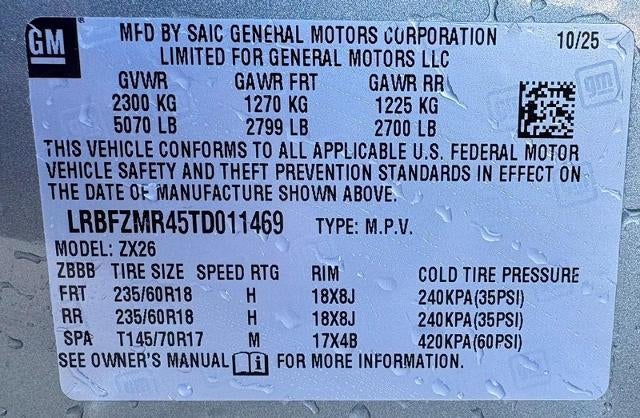 GM
MFD BY SAIC GENERAL MOTORS CORPORATION 10/25
LIMITED FOR GENERAL MOTORS LLC
GVWR GAWR FRT GAWR RR
2300 KG 1270 KG 1225 KG
5070 LB 2799 LB 2700 LB
THIS VEHICLE CONFORMS TO ALL APPLICABLE U.S. FEDERAL MOTOR
VEHICLE SAFETY AND THEFT PREVENTION STANDARDS IN EFFECT ON
THE DATE OF MANUFACTURE SHOWN ABOVE.
LRBFZMR45TD011469 TYPE: M.P.V.
MODEL: ZX26
ZBBB TIRE SIZE SPEED RTG RIM COLD TIRE PRESSURE
FRT 235/60R18 H 18X8J 240KPA(35PSI)
RR 235/60R18 H 18X8J 240KPA(35PSI)
SPA T145/70R17 M 17X4B 420KPA(60PSI)
SEE OWNER'S MANUAL i FOR MORE INFORMATION.